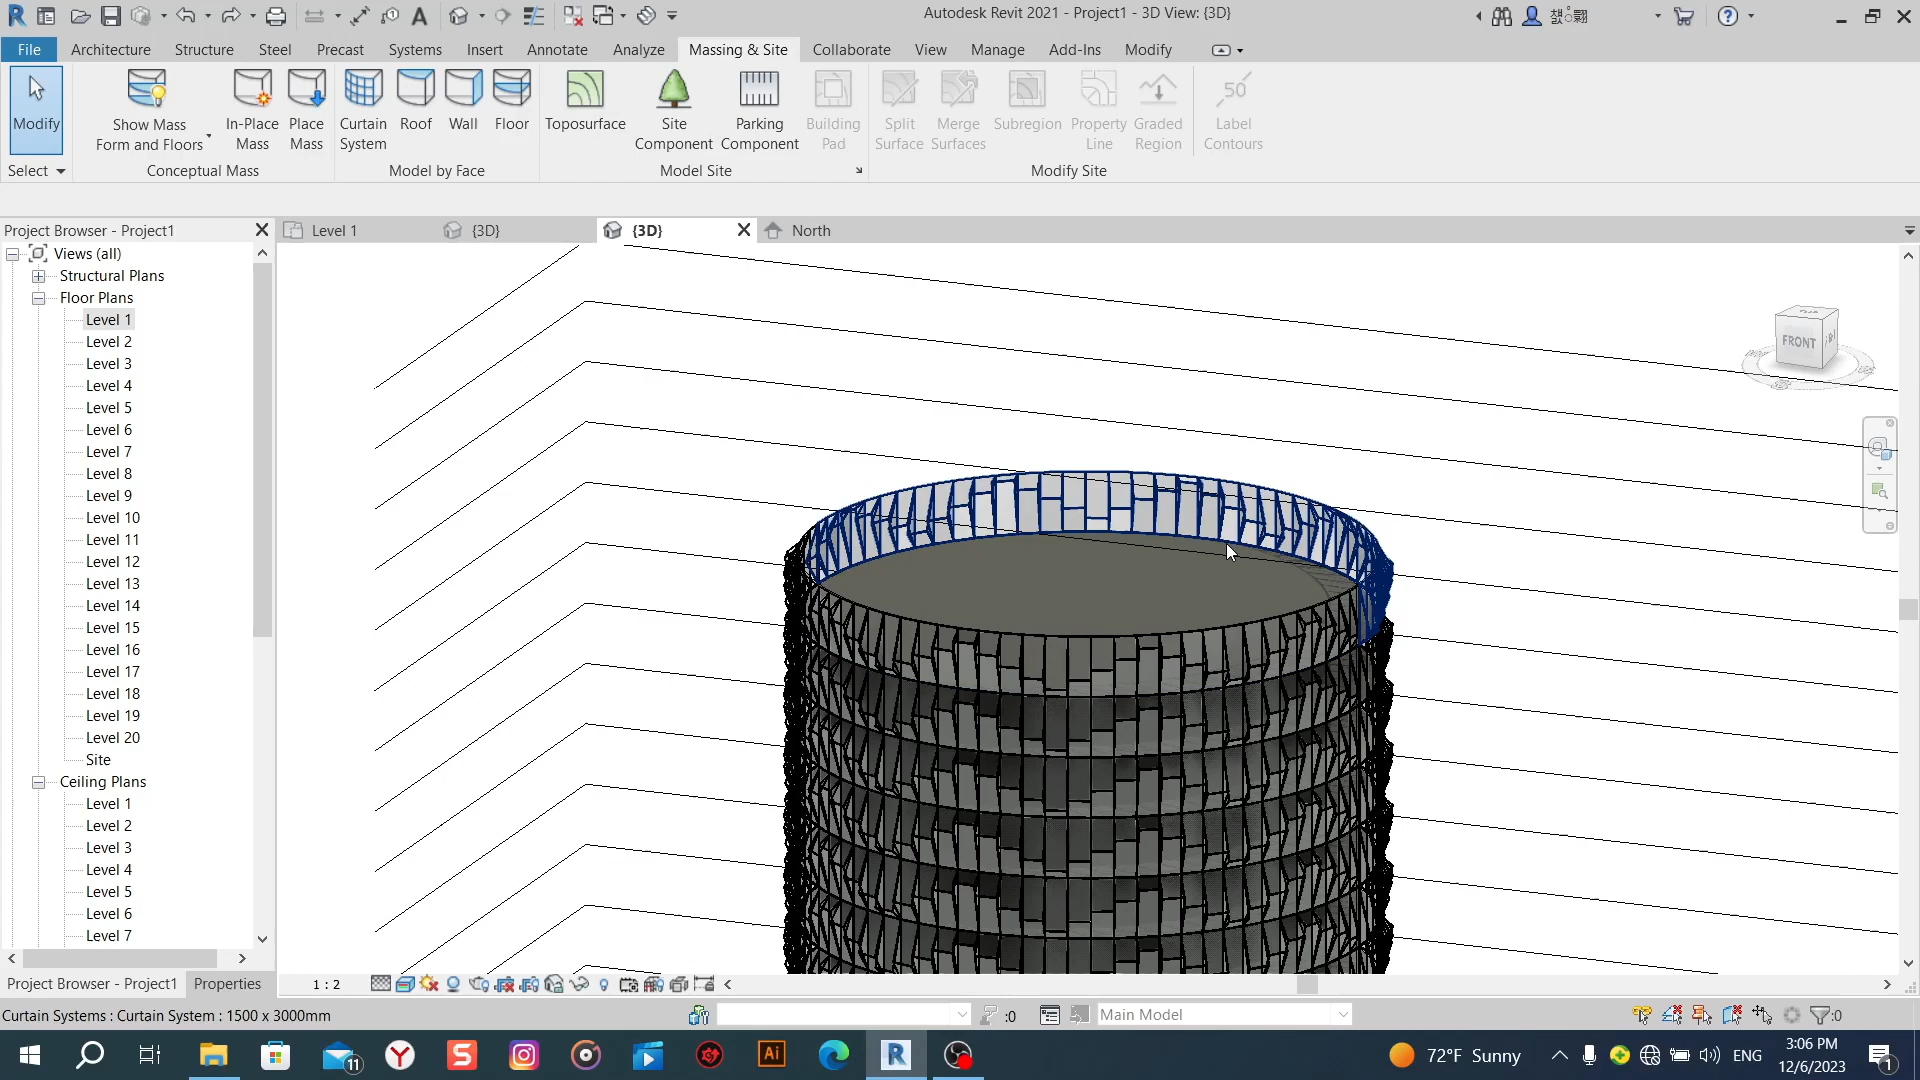 Autodesk Revit 2021 - Project1 - 3D View: {3D}
File Architecture Structure Steel Precast Systems Insert Annotate Analyze Massing & Site Collaborate View Manage Add-Ins Modify
Modify
Show Mass
Form and Floors
In-Place
Mass
Place
Mass
Curtain
System
Roof
Wall
Floor
Toposurface
Site
Component
Parking
Component
Building
Pad
Split
Surface
Merge
Surfaces
Subregion
Property
Line
Graded
Region
50
Label
Contours
Select
Conceptual Mass
Model by Face
Model Site
Modify Site
Project Browser - Project1
Level 1
{3D}
{3D}
North
Views (all)
Structural Plans
Floor Plans
Level 1
Level 2
Level 3
Level 4
Level 5
Level 6
Level 7
Level 8
Level 9
Level 10
Level 11
Level 12
Level 13
Level 14
Level 15
Level 16
Level 17
Level 18
Level 19
Level 20
Site
Ceiling Plans
Level 1
Level 2
Level 3
Level 4
Level 5
Level 6
Level 7
FRONT
Project Browser - Project1
Properties
1 : 2
Curtain Systems : Curtain System : 1500 x 3000mm
:0
Main Model
:0
11
Ai
R
72°F Sunny
ENG
3:06 PM
12/6/2023
1